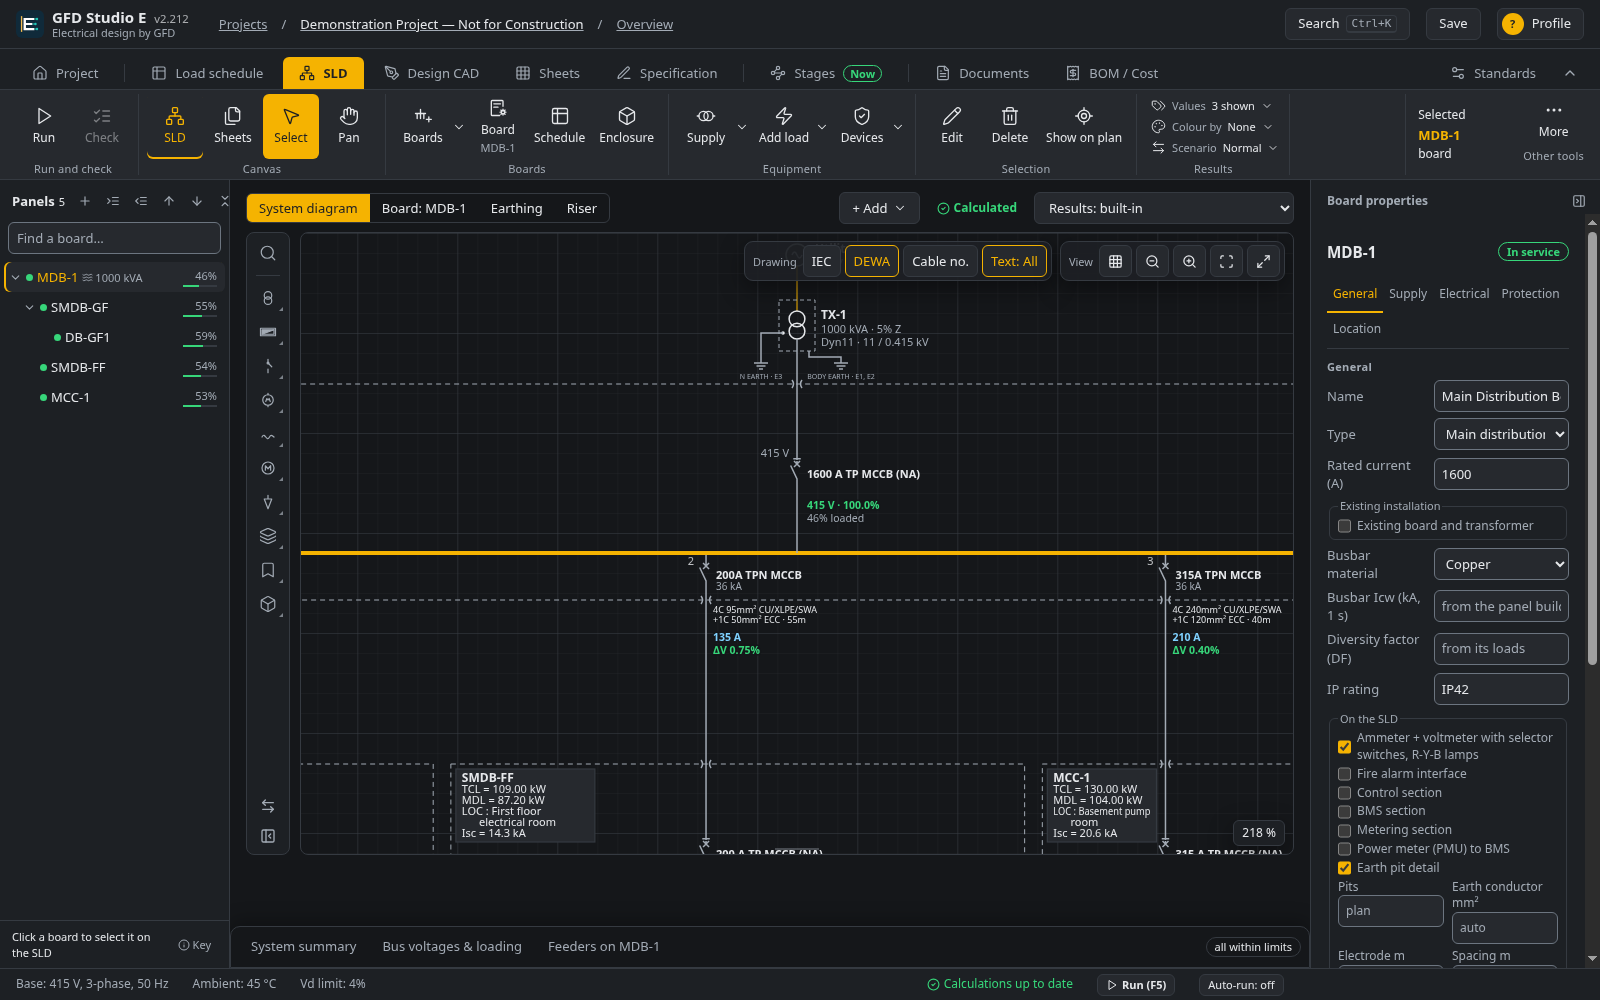 GFD Studio E v2.212
Electrical design by GFD
Projects / Demonstration Project — Not for Construction / Overview
Search Ctrl+K
Save
? Profile
Project
Load schedule
SLD
Design CAD
Sheets
Specification
Stages Now
Documents
BOM / Cost
Standards
Run
Check
Run and check
SLD
Sheets
Select
Pan
Canvas
Boards
Board
MDB-1
Schedule
Enclosure
Boards
Supply
Add load
Devices
Equipment
Edit
Delete
Show on plan
Selection
Values 3 shown
Colour by None
Scenario Normal
Results
Selected
MDB-1
board
More
Other tools
Panels 5
Find a board...
MDB-1 1000 kVA 46%
SMDB-GF 55%
DB-GF1 59%
SMDB-FF 54%
MCC-1 53%
Click a board to select it on
the SLD
Key
System diagram
Board: MDB-1
Earthing
Riser
+ Add
Calculated
Results: built-in
Drawing IEC DEWA Cable no. Text: All
View
TX-1
1000 kVA · 5% Z
Dyn11 · 11 / 0.415 kV
N EARTH · E3
BODY EARTH · E1, E2
415 V
1600 A TP MCCB (NA)
415 V · 100.0%
46% loaded
2
200A TPN MCCB
36 kA
4C 95mm² CU/XLPE/SWA
+1C 50mm² ECC · 55m
135 A
ΔV 0.75%
3
315A TPN MCCB
36 kA
4C 240mm² CU/XLPE/SWA
+1C 120mm² ECC · 40m
210 A
ΔV 0.40%
SMDB-FF
TCL = 109.00 kW
MDL = 87.20 kW
LOC : First floor
electrical room
Isc = 14.3 kA
200 A TP MCCB (NA)
MCC-1
TCL = 130.00 kW
MDL = 104.00 kW
LOC : Basement pump
room
Isc = 20.6 kA
315 A TP MCCB (NA)
218 %
System summary
Bus voltages & loading
Feeders on MDB-1
all within limits
Board properties
MDB-1
In service
General
Supply
Electrical
Protection
Location
General
Name Main Distribution B
Type Main distribution
Rated current
(A)
1600
Existing installation
Existing board and transformer
Busbar
material
Copper
Busbar Icw (kA,
1 s)
from the panel build
Diversity factor
(DF)
from its loads
IP rating IP42
On the SLD
Ammeter + voltmeter with selector
switches, R-Y-B lamps
Fire alarm interface
Control section
BMS section
Metering section
Power meter (PMU) to BMS
Earth pit detail
Pits
plan
Earth conductor
mm²
auto
Electrode m
Spacing m
Base: 415 V, 3-phase, 50 Hz
Ambient: 45 °C
Vd limit: 4%
Calculations up to date
Run (F5)
Auto-run: off